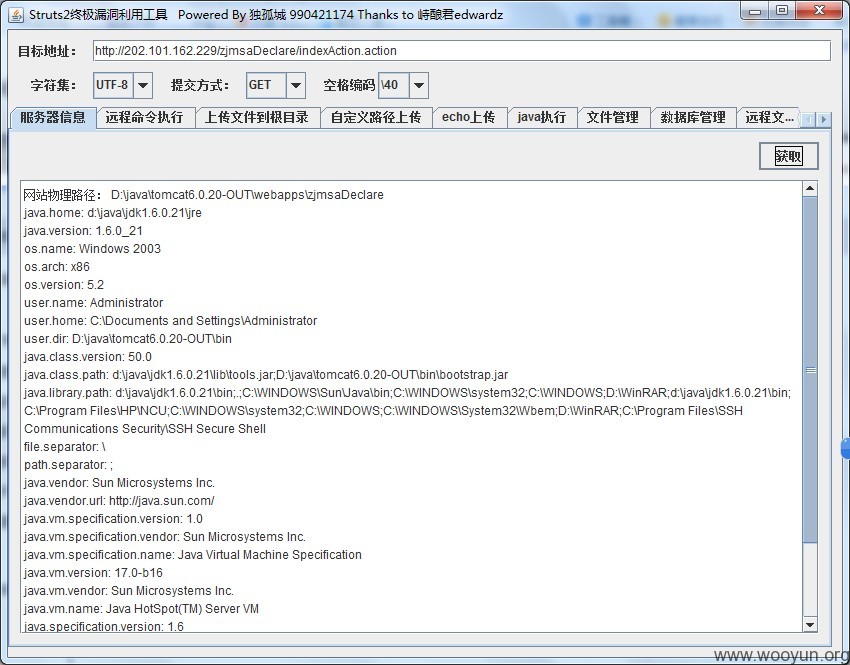 Struts2终极漏洞利用工具 Powered By 独孤城 990421174 Thanks to 峙酿君edwardz
目标地址： http://202.101.162.229/zjmsaDeclare/indexAction.action
字符集： UTF-8 提交方式： GET 空格编码 \40
服务器信息 远程命令执行 上传文件到根目录 自定义路径上传 echo上传 java执行 文件管理 数据库管理 远程文...
获取
网站物理路径： D:\java\tomcat6.0.20-OUT\webapps\zjmsaDeclare
java.home: d:\java\jdk1.6.0.21\jre
java.version: 1.6.0_21
os.name: Windows 2003
os.arch: x86
os.version: 5.2
user.name: Administrator
user.home: C:\Documents and Settings\Administrator
user.dir: D:\java\tomcat6.0.20-OUT\bin
java.class.version: 50.0
java.class.path: d:\java\jdk1.6.0.21\lib\tools.jar;D:\java\tomcat6.0.20-OUT\bin\bootstrap.jar
java.library.path: d:\java\jdk1.6.0.21\bin;.;C:\WINDOWS\Sun\Java\bin;C:\WINDOWS\system32;C:\WINDOWS;D:\WinRAR;d:\java\jdk1.6.0.21\bin;
C:\Program Files\HP\NCU;C:\WINDOWS\system32;C:\WINDOWS;C:\WINDOWS\System32\Wbem;D:\WinRAR;C:\Program Files\SSH
Communications Security\SSH Secure Shell
file.separator: \
path.separator: ;
java.vendor: Sun Microsystems Inc.
java.vendor.url: http://java.sun.com/
java.vm.specification.version: 1.0
java.vm.specification.vendor: Sun Microsystems Inc.
java.vm.specification.name: Java Virtual Machine Specification
java.vm.version: 17.0-b16
java.vm.vendor: Sun Microsystems Inc.
java.vm.name: Java HotSpot(TM) Server VM
java.specification.version: 1.6
www.wooyun.org